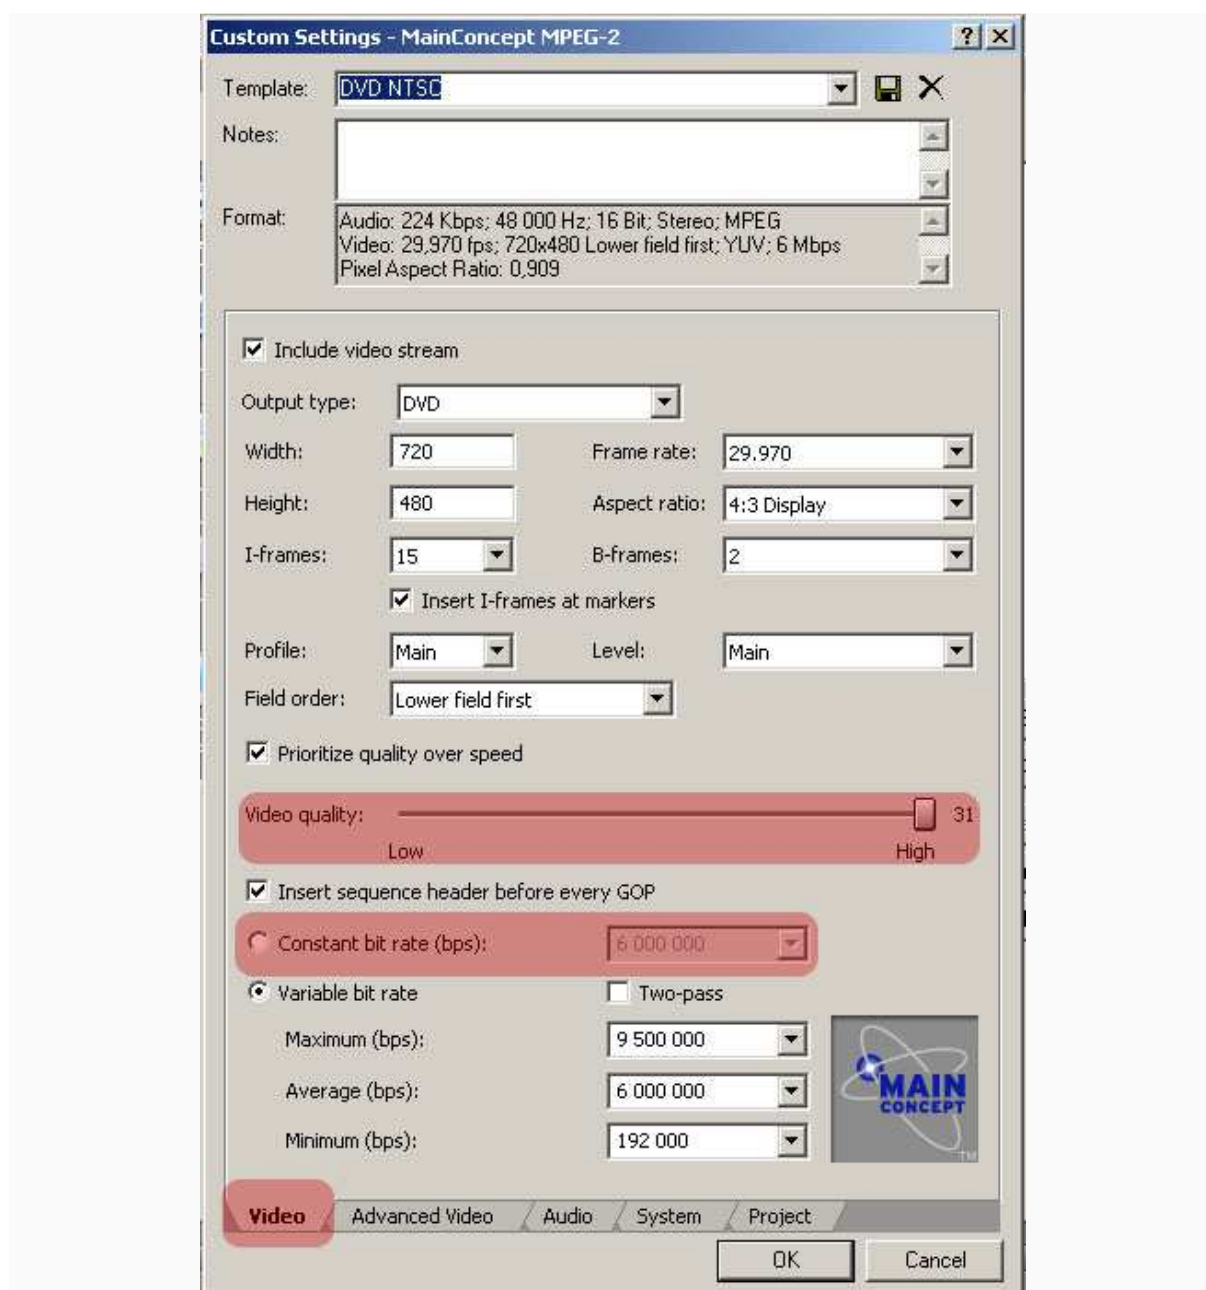 Custom Settings - MainConcept MPEG-2
Template: DVD NTSC
Notes:
Format: Audio: 224 Kbps; 48 000 Hz; 16 Bit; Stereo; MPEG
Video: 29,970 fps; 720x480 Lower field first; YUV; 6 Mbps
Pixel Aspect Ratio: 0,909
Include video stream
Output type: DVD
Width: 720 Frame rate: 29.970
Height: 480 Aspect ratio: 4:3 Display
I-frames: 15 B-frames: 2
Insert I-frames at markers
Profile: Main Level: Main
Field order: Lower field first
Prioritize quality over speed
Video quality: 31
Low High
Insert sequence header before every GOP
Constant bit rate (bps): 6 000 000
Variable bit rate Two-pass
Maximum (bps): 9 500 000
Average (bps): 6 000 000
Minimum (bps): 192 000
MAIN
CONCEPT
TM
Video Advanced Video Audio System Project
OK Cancel